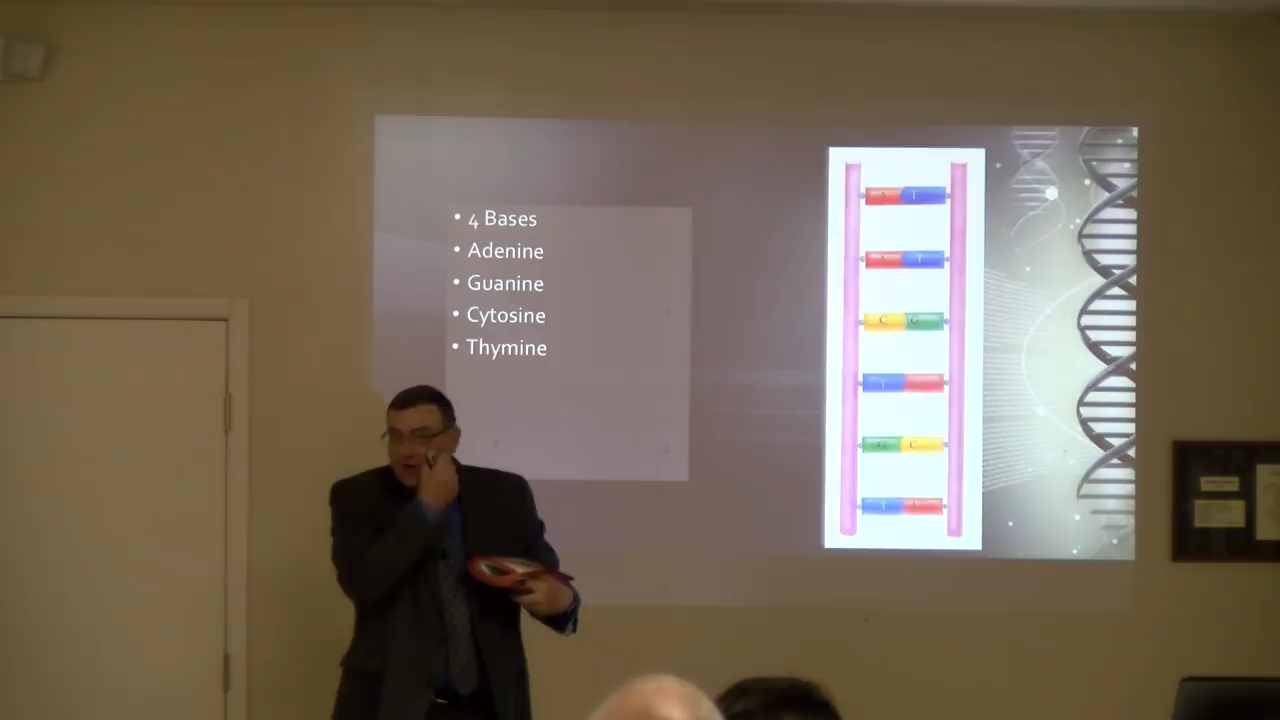 • 4 Bases
• Adenine
• Guanine
• Cytosine
• Thymine
A T
A T
C G
T
G C
T A